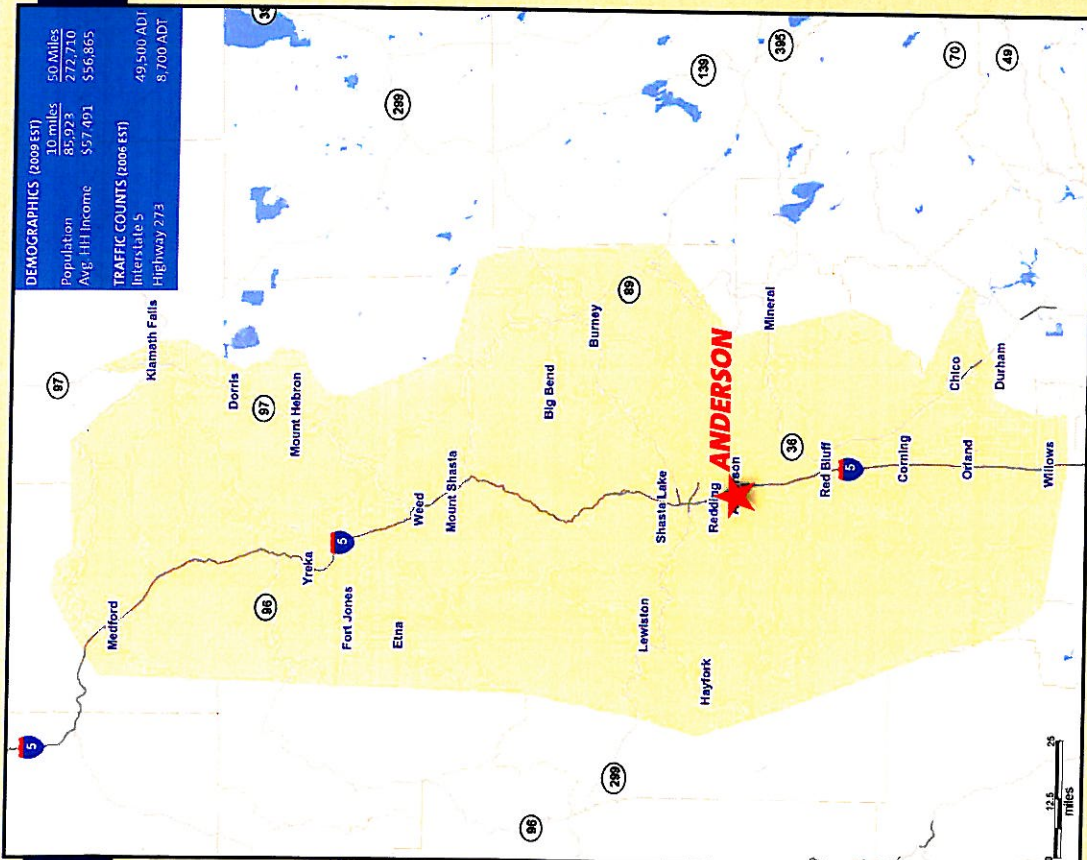 DEMOGRAPHICS (2009 EST)
10 miles 50 Miles
Population 85,923 272,710
Avg. HH Income $57,491 $56,865
TRAFFIC COUNTS (2006 EST)
Interstate 5 49,500 ADT
Highway 273 8,700 ADT
5
97
Medford
Klamath Falls
Dorris
97
96
Mount Hebron
Yreka
5
Fort Jones
Etna
299
Weed
Mount Shasta
96
Big Bend
Burney
299
89
Lewiston
Shasta Lake
139
Hayfork
Redding
ANDERSON
Mineral
395
36
Red Bluff
5
Corning
Chico
70
Orland
Durham
49
Willows
12.5 25
miles